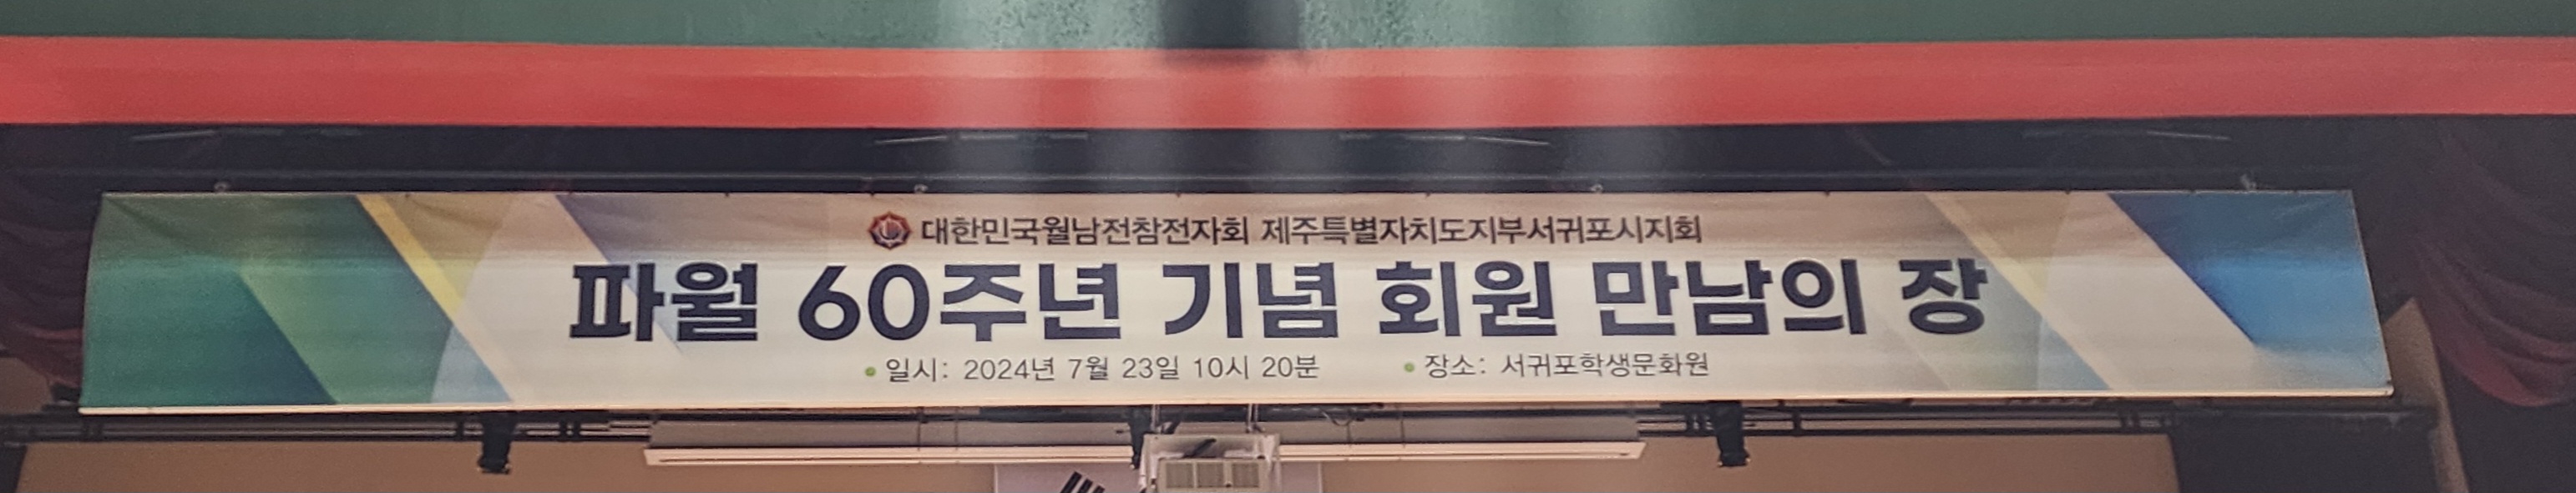 대한민국월남전참전자회 제주특별자치도지부서귀포시지회
파월 60주년 기념 회원 만남의 장
일시: 2024년 7월 23일 10시 20분 장소: 서귀포학생문화원